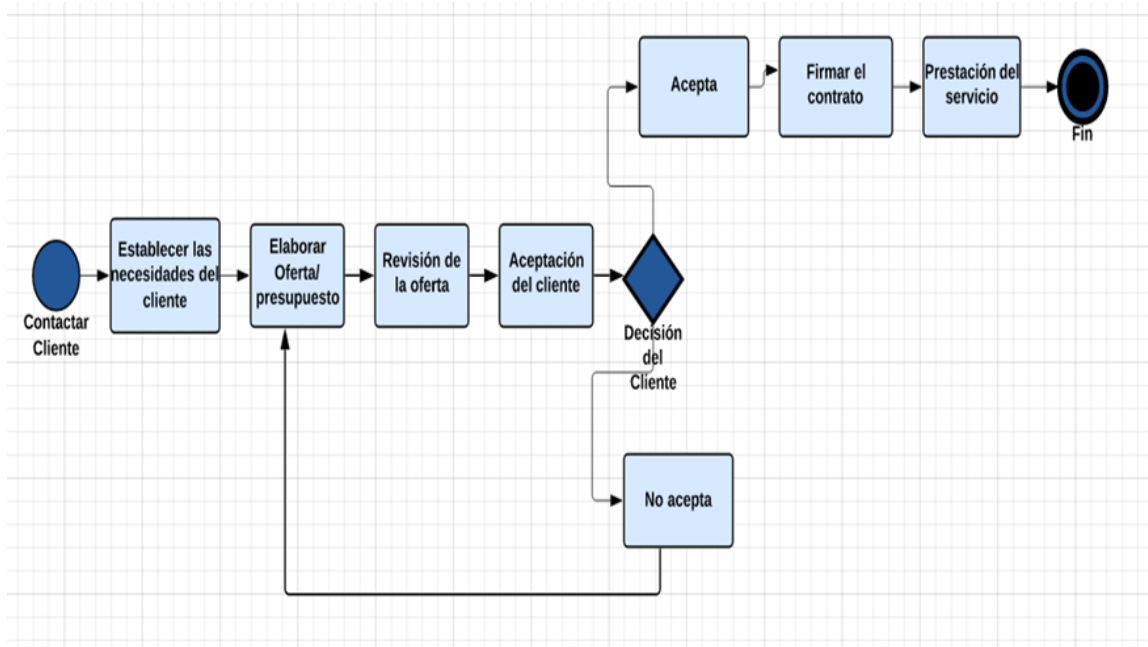 Contactar
Cliente
Establecer las
necesidades del
cliente
Elaborar
Oferta/
presupuesto
Revisión de
la oferta
Aceptación
del cliente
Decisión
del
Cliente
Acepta
Firmar el
contrato
Prestación del
servicio
Fin
No acepta